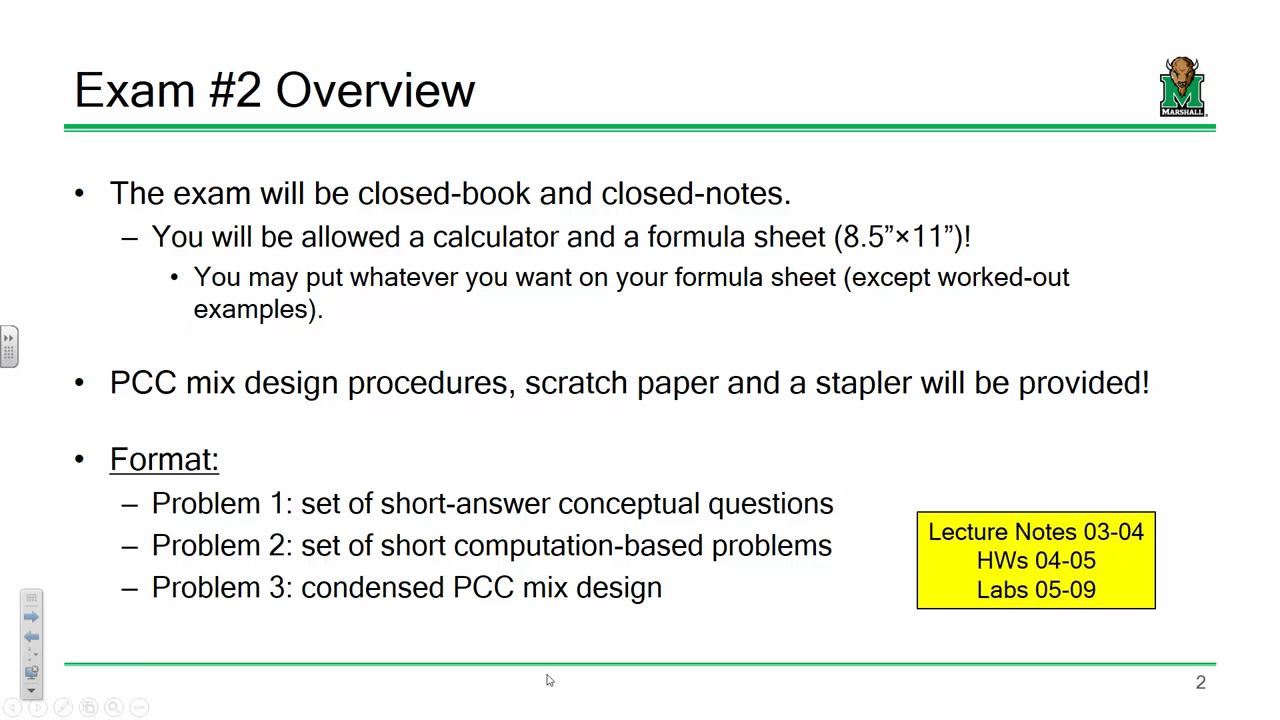 Exam #2 Overview
MARSHALL
• The exam will be closed-book and closed-notes.
– You will be allowed a calculator and a formula sheet (8.5”×11”)!
• You may put whatever you want on your formula sheet (except worked-out
examples).
• PCC mix design procedures, scratch paper and a stapler will be provided!
• Format:
– Problem 1: set of short-answer conceptual questions
– Problem 2: set of short computation-based problems
– Problem 3: condensed PCC mix design
Lecture Notes 03-04
HWs 04-05
Labs 05-09
2